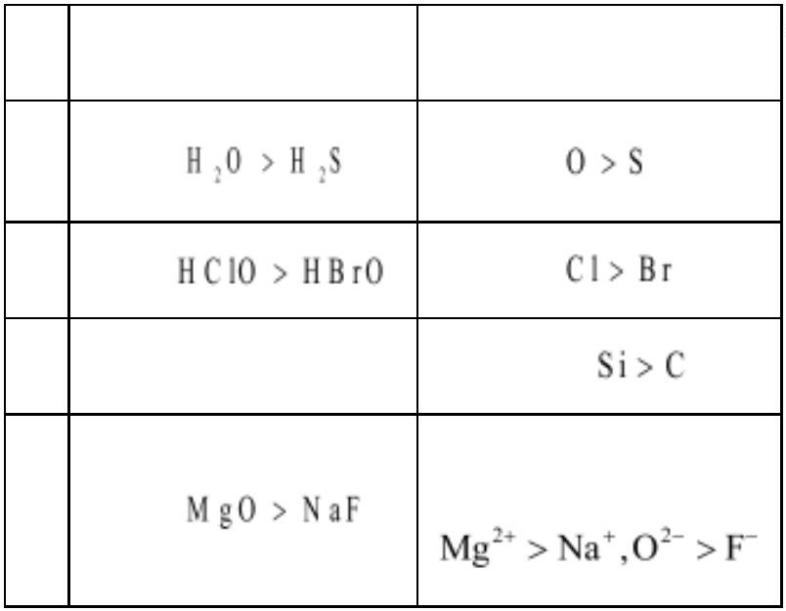 H₂O > H₂S
O > S
HClO > HBrO
Cl > Br
Si > C
MgO > NaF
Mg²⁺ > Na⁺,O²⁻ > F⁻